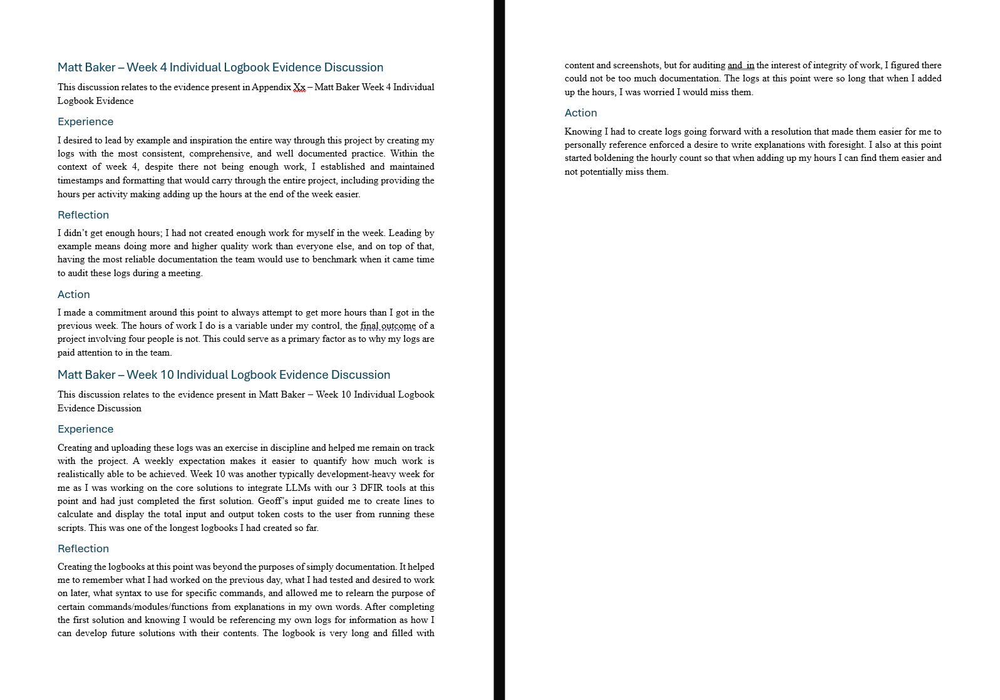 Matt Baker – Week 4 Individual Logbook Evidence Discussion
This discussion relates to the evidence present in Appendix Xx – Matt Baker Week 4 Individual
Logbook Evidence
Experience
I desired to lead by example and inspiration the entire way through this project by creating my
logs with the most consistent, comprehensive, and well documented practice. Within the
context of week 4, despite there not being enough work, I established and maintained
timestamps and formatting that would carry through the entire project, including providing the
hours per activity making adding up the hours at the end of the week easier.
Reflection
I didn’t get enough hours; I had not created enough work for myself in the week. Leading by
example means doing more and higher quality work than everyone else, and on top of that,
having the most reliable documentation the team would use to benchmark when it came time
to audit these logs during a meeting.
Action
I made a commitment around this point to always attempt to get more hours than I got in the
previous week. The hours of work I do is a variable under my control, the final outcome of a
project involving four people is not. This could serve as a primary factor as to why my logs are
paid attention to in the team.
Matt Baker – Week 10 Individual Logbook Evidence Discussion
This discussion relates to the evidence present in Matt Baker – Week 10 Individual Logbook
Evidence Discussion
Experience
Creating and uploading these logs was an exercise in discipline and helped me remain on track
with the project. A weekly expectation makes it easier to quantify how much work is
realistically able to be achieved. Week 10 was another typically development-heavy week for
me as I was working on the core solutions to integrate LLMs with our 3 DFIR tools at this
point and had just completed the first solution. Geoff’s input guided me to create lines to
calculate and display the total input and output token costs to the user from running these
scripts. This was one of the longest logbooks I had created so far.
Reflection
Creating the logbooks at this point was beyond the purposes of simply documentation. It helped
me to remember what I had worked on the previous day, what I had tested and desired to work
on later, what syntax to use for specific commands, and allowed me to relearn the purpose of
certain commands/modules/functions from explanations in my own words. After completing
the first solution and knowing I would be referencing my own logs for information as how I
can develop future solutions with their contents. The logbook is very long and filled with
content and screenshots, but for auditing and in the interest of integrity of work, I figured there
could not be too much documentation. The logs at this point were so long that when I added
up the hours, I was worried I would miss them.
Action
Knowing I had to create logs going forward with a resolution that made them easier for me to
personally reference enforced a desire to write explanations with foresight. I also at this point
started boldening the hourly count so that when adding up my hours I can find them easier and
not potentially miss them.